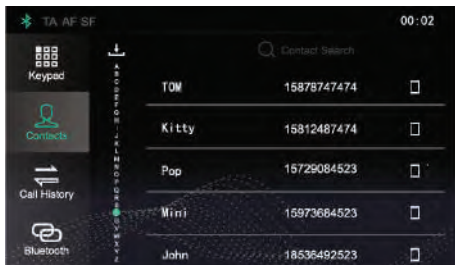 TA AF SF 00:02
Contact Search
Keypad
Contacts
Call History
Bluetooth
A
B
C
D
E
F
G
H
I
J
K
L
M
N
O
P
Q
R
U
V
W
X
Y
Z
TOM 15878747474
Kitty 15812487474
Pop 15729084523
Mini 15973684523
John 18536492523